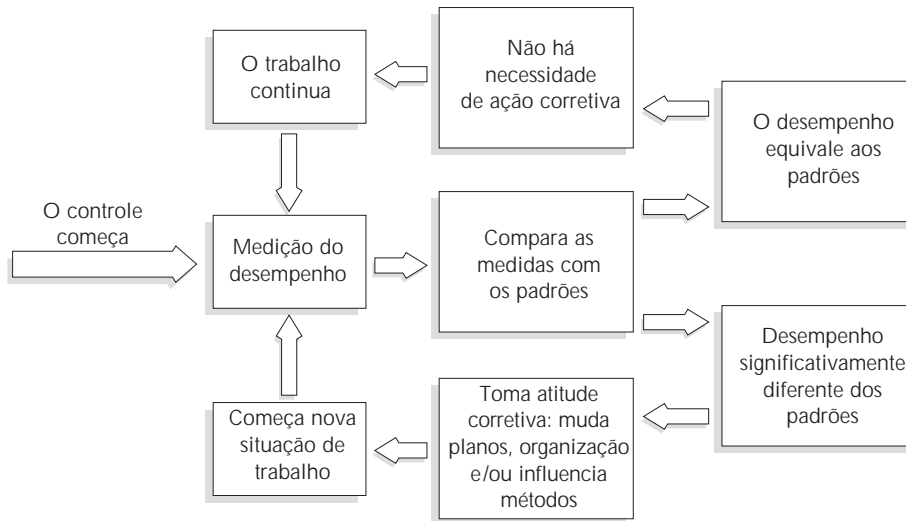 O trabalho
continua
Não há
necessidade
de ação corretiva
O desempenho
equivale aos
padrões
O controle
começa
Medição do
desempenho
Compara as
medidas com
os padrões
Desempenho
significativamente
diferente dos
padrões
Começa nova
situação de
trabalho
Toma atitude
corretiva: muda
planos, organização
e/ou influencia
métodos